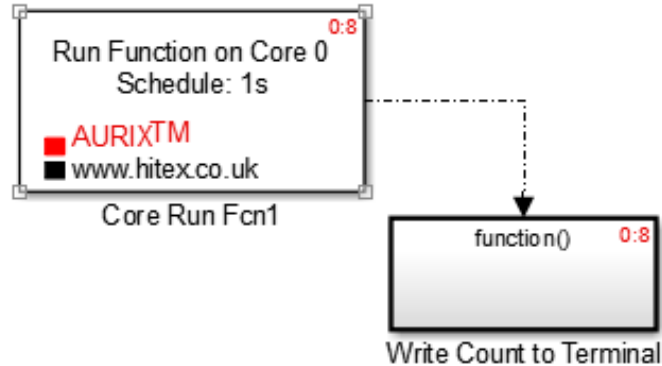 0:8
Run Function on Core 0
Schedule: 1s
AURIX™
www.hitex.co.uk
Core Run Fcn1
function()
0:8
Write Count to Terminal